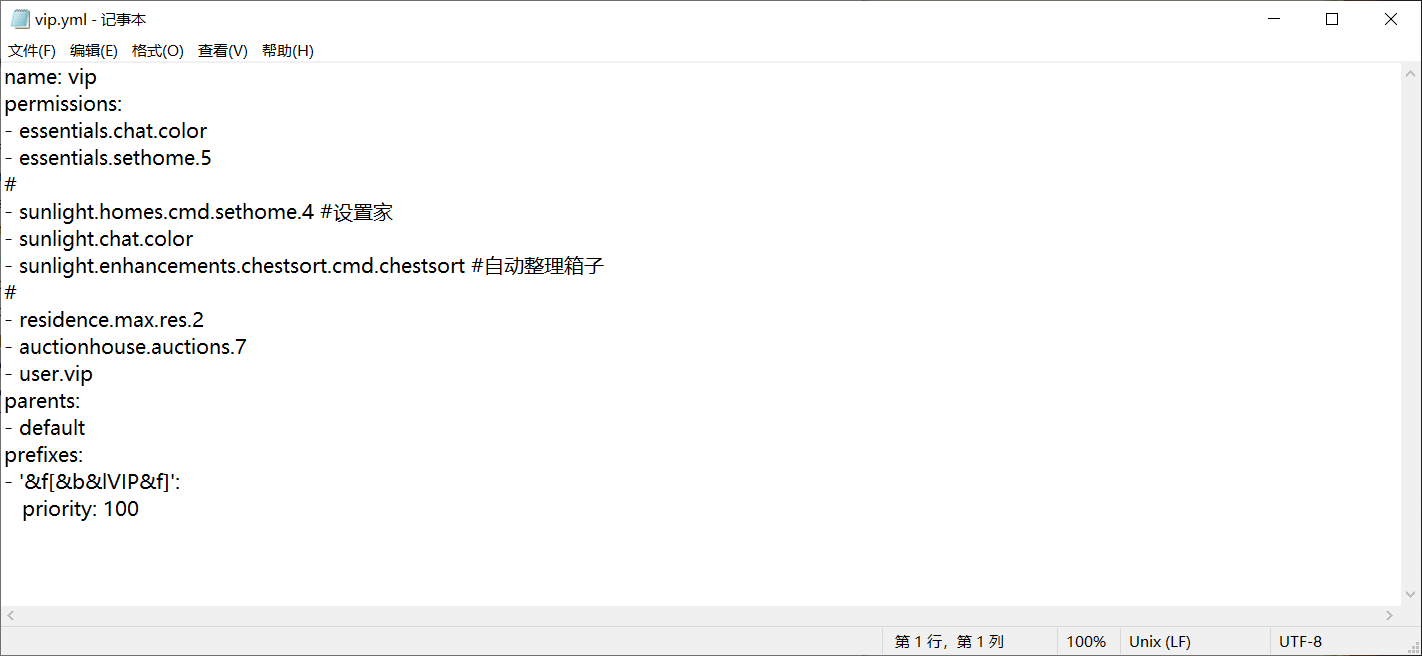 vip.yml - 记事本
文件(F) 编辑(E) 格式(O) 查看(V) 帮助(H)
name: vip
permissions:
- essentials.chat.color
- essentials.sethome.5
#
- sunlight.homes.cmd.sethome.4 #设置家
- sunlight.chat.color
- sunlight.enhancements.chestsort.cmd.chestsort #自动整理箱子
#
- residence.max.res.2
- auctionhouse.auctions.7
- user.vip
parents:
- default
prefixes:
- '&f[&b&lVIP&f]':
   priority: 100
第 1 行，第 1 列 100% Unix (LF) UTF-8